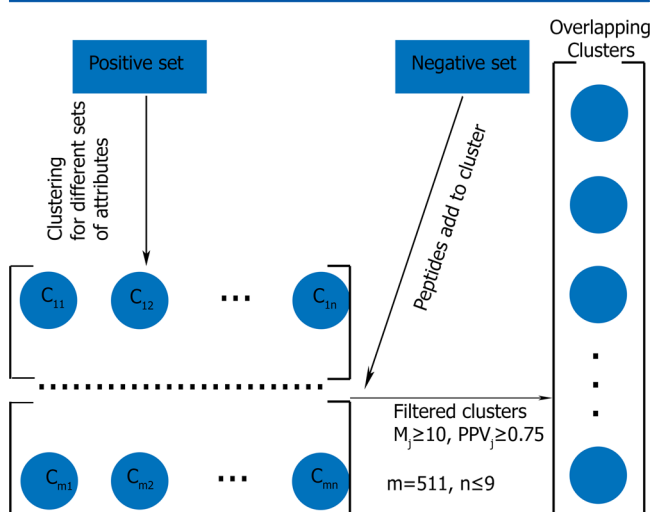 Overlapping
Clusters
Positive set
Negative set
Clustering
for different sets
of attributes
Peptides add to cluster
C11
C12
...
C1n
Filtered clusters
Mj≥10, PPVj≥0.75
Cm1
Cm2
...
Cmn
m=511, n≤9